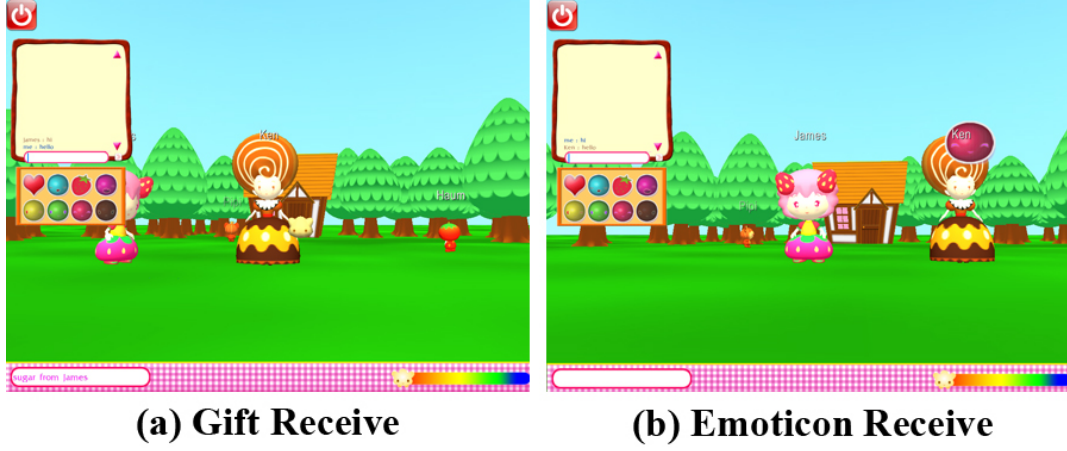 James : hi
me : hello
s
Ken
Haum
sugar from James
me : hi
Ken : hello
James
Ken
(a) Gift Receive
(b) Emoticon Receive